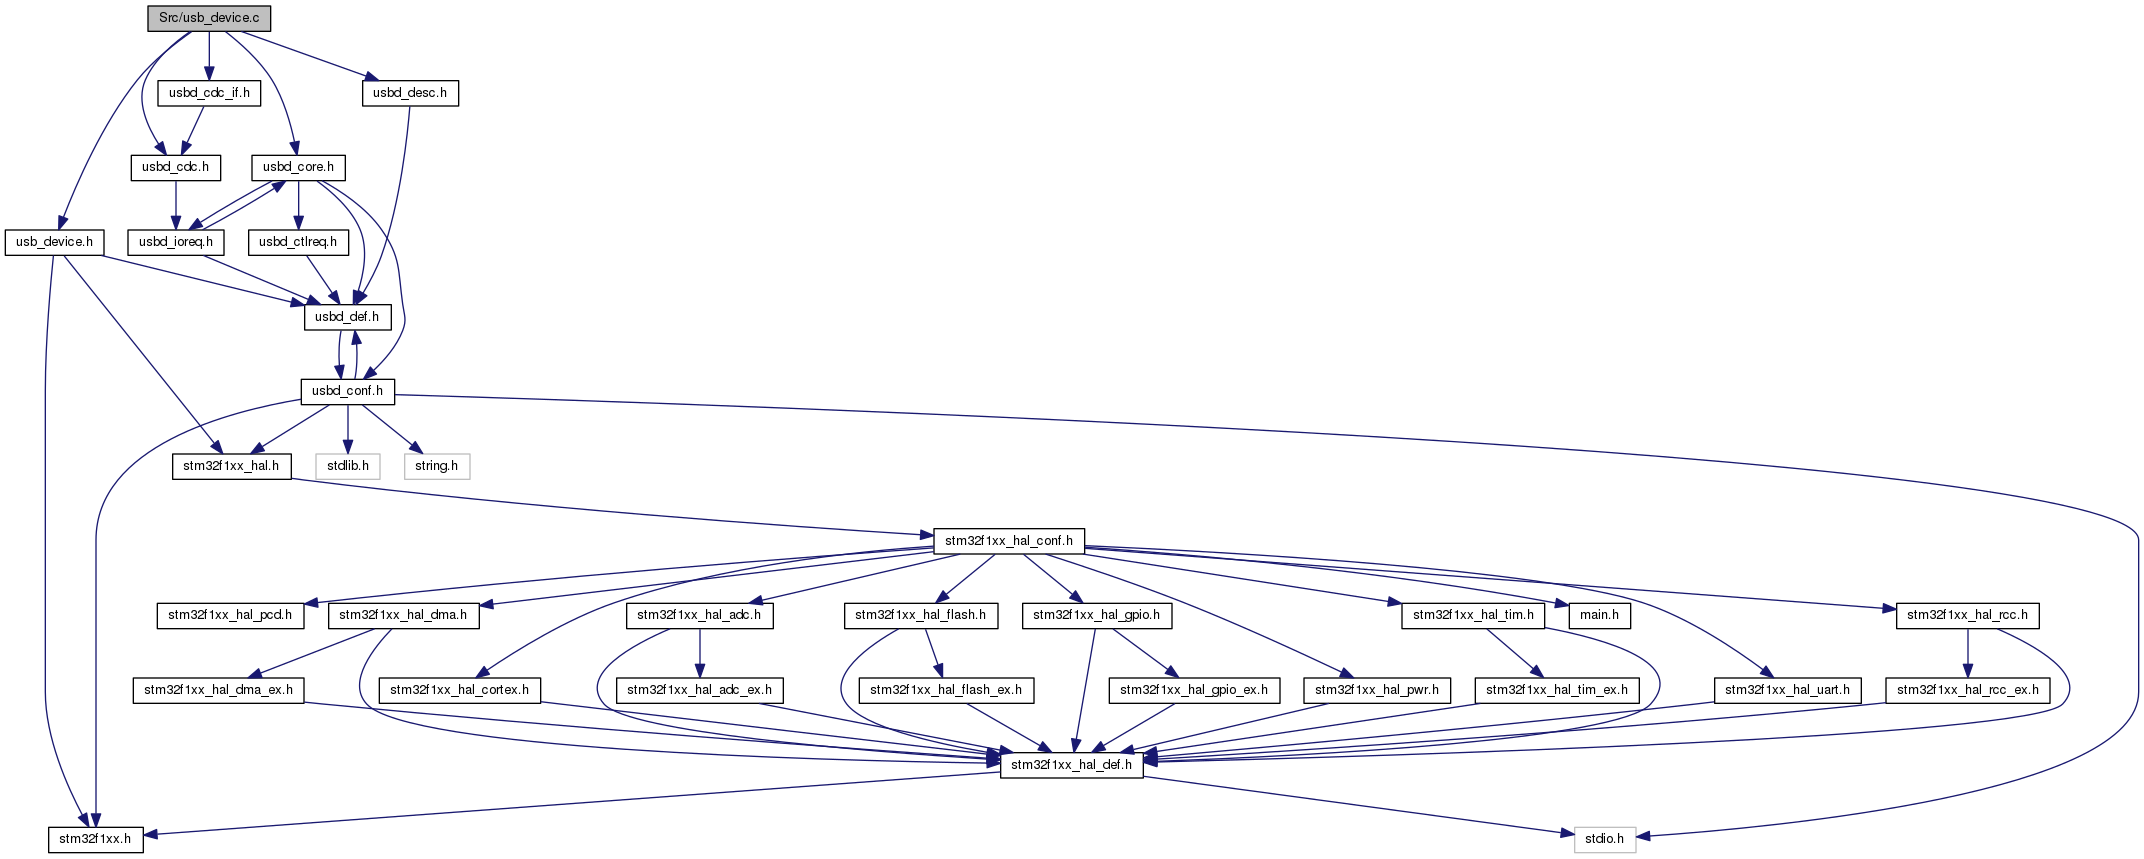 Src/usb_device.c
usbd_cdc_if.h
usbd_desc.h
usbd_cdc.h
usbd_core.h
usb_device.h
usbd_ioreq.h
usbd_ctlreq.h
usbd_def.h
usbd_conf.h
stm32f1xx_hal.h
stdlib.h
string.h
stm32f1xx_hal_conf.h
stm32f1xx_hal_pcd.h
stm32f1xx_hal_dma.h
stm32f1xx_hal_adc.h
stm32f1xx_hal_flash.h
stm32f1xx_hal_gpio.h
stm32f1xx_hal_tim.h
main.h
stm32f1xx_hal_rcc.h
stm32f1xx_hal_dma_ex.h
stm32f1xx_hal_cortex.h
stm32f1xx_hal_adc_ex.h
stm32f1xx_hal_flash_ex.h
stm32f1xx_hal_gpio_ex.h
stm32f1xx_hal_pwr.h
stm32f1xx_hal_tim_ex.h
stm32f1xx_hal_uart.h
stm32f1xx_hal_rcc_ex.h
stm32f1xx_hal_def.h
stm32f1xx.h
stdio.h